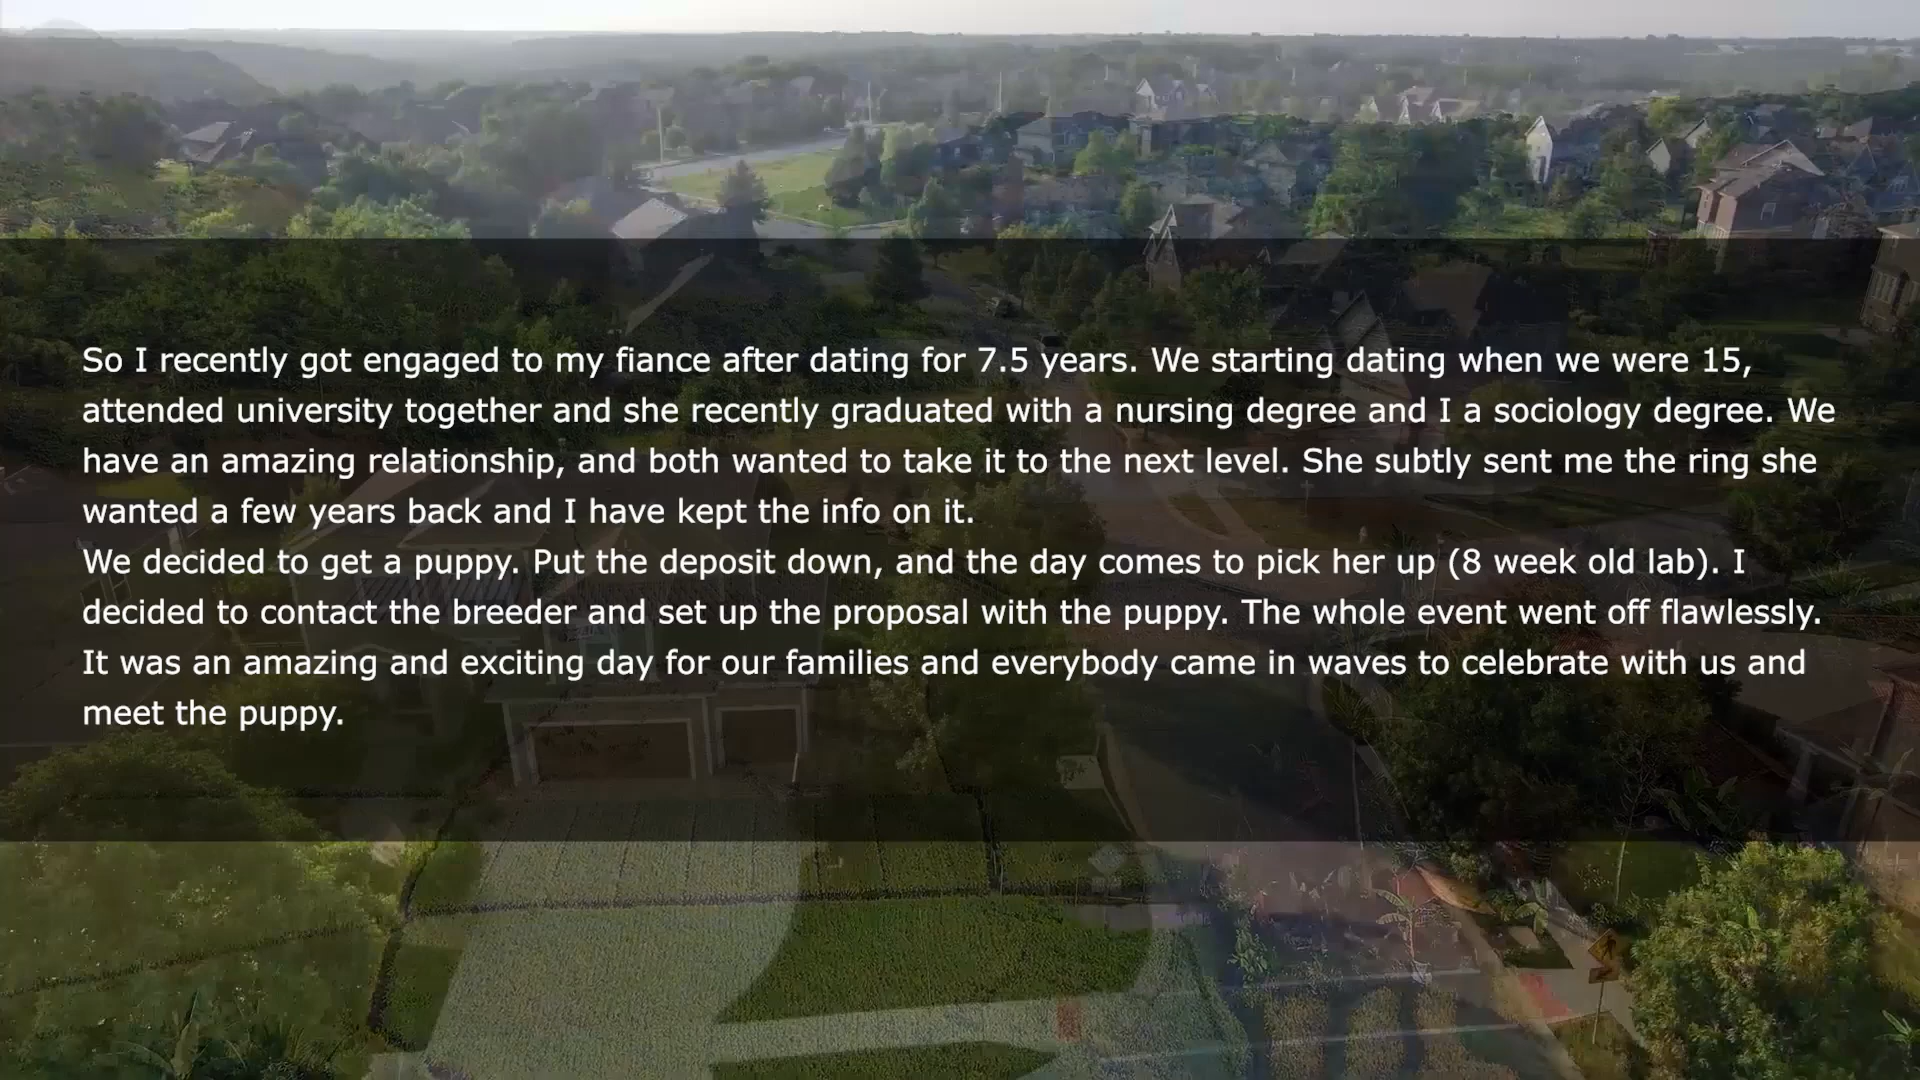 So I recently got engaged to my fiance after dating for 7.5 years. We starting dating when we were 15,
attended university together and she recently graduated with a nursing degree and I a sociology degree. We
have an amazing relationship, and both wanted to take it to the next level. She subtly sent me the ring she
wanted a few years back and I have kept the info on it.
We decided to get a puppy. Put the deposit down, and the day comes to pick her up (8 week old lab). I
decided to contact the breeder and set up the proposal with the puppy. The whole event went off flawlessly.
It was an amazing and exciting day for our families and everybody came in waves to celebrate with us and
meet the puppy.